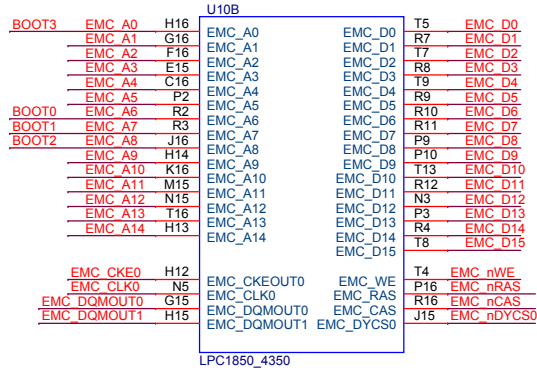 U10B
BOOT3 EMC_A0 H16 EMC_A0 EMC_D0 T5 EMC_D0
EMC_A1 G16 EMC_A1 EMC_D1 R7 EMC_D1
EMC_A2 F16 EMC_A2 EMC_D2 T7 EMC_D2
EMC_A3 E15 EMC_A3 EMC_D3 R8 EMC_D3
EMC_A4 C16 EMC_A4 EMC_D4 T9 EMC_D4
EMC_A5 P2 EMC_A5 EMC_D5 R9 EMC_D5
BOOT0 EMC_A6 R2 EMC_A6 EMC_D6 R10 EMC_D6
BOOT1 EMC_A7 R3 EMC_A7 EMC_D7 R11 EMC_D7
BOOT2 EMC_A8 J16 EMC_A8 EMC_D8 P9 EMC_D8
EMC_A9 H14 EMC_A9 EMC_D9 P10 EMC_D9
EMC_A10 K16 EMC_A10 EMC_D10 T13 EMC_D10
EMC_A11 M15 EMC_A11 EMC_D11 R12 EMC_D11
EMC_A12 N15 EMC_A12 EMC_D12 N3 EMC_D12
EMC_A13 T16 EMC_A13 EMC_D13 P3 EMC_D13
EMC_A14 H13 EMC_A14 EMC_D14 R4 EMC_D14
EMC_D15 T8 EMC_D15
EMC_CKE0 H12 EMC_CKEOUT0 EMC_WE T4 EMC_nWE
EMC_CLK0 N5 EMC_CLK0 EMC_RAS P16 EMC_nRAS
EMC_DQMOUT0 G15 EMC_DQMOUT0 EMC_CAS R16 EMC_nCAS
EMC_DQMOUT1 H15 EMC_DQMOUT1 EMC_DYCS0 J15 EMC_nDYCS0
LPC1850_4350